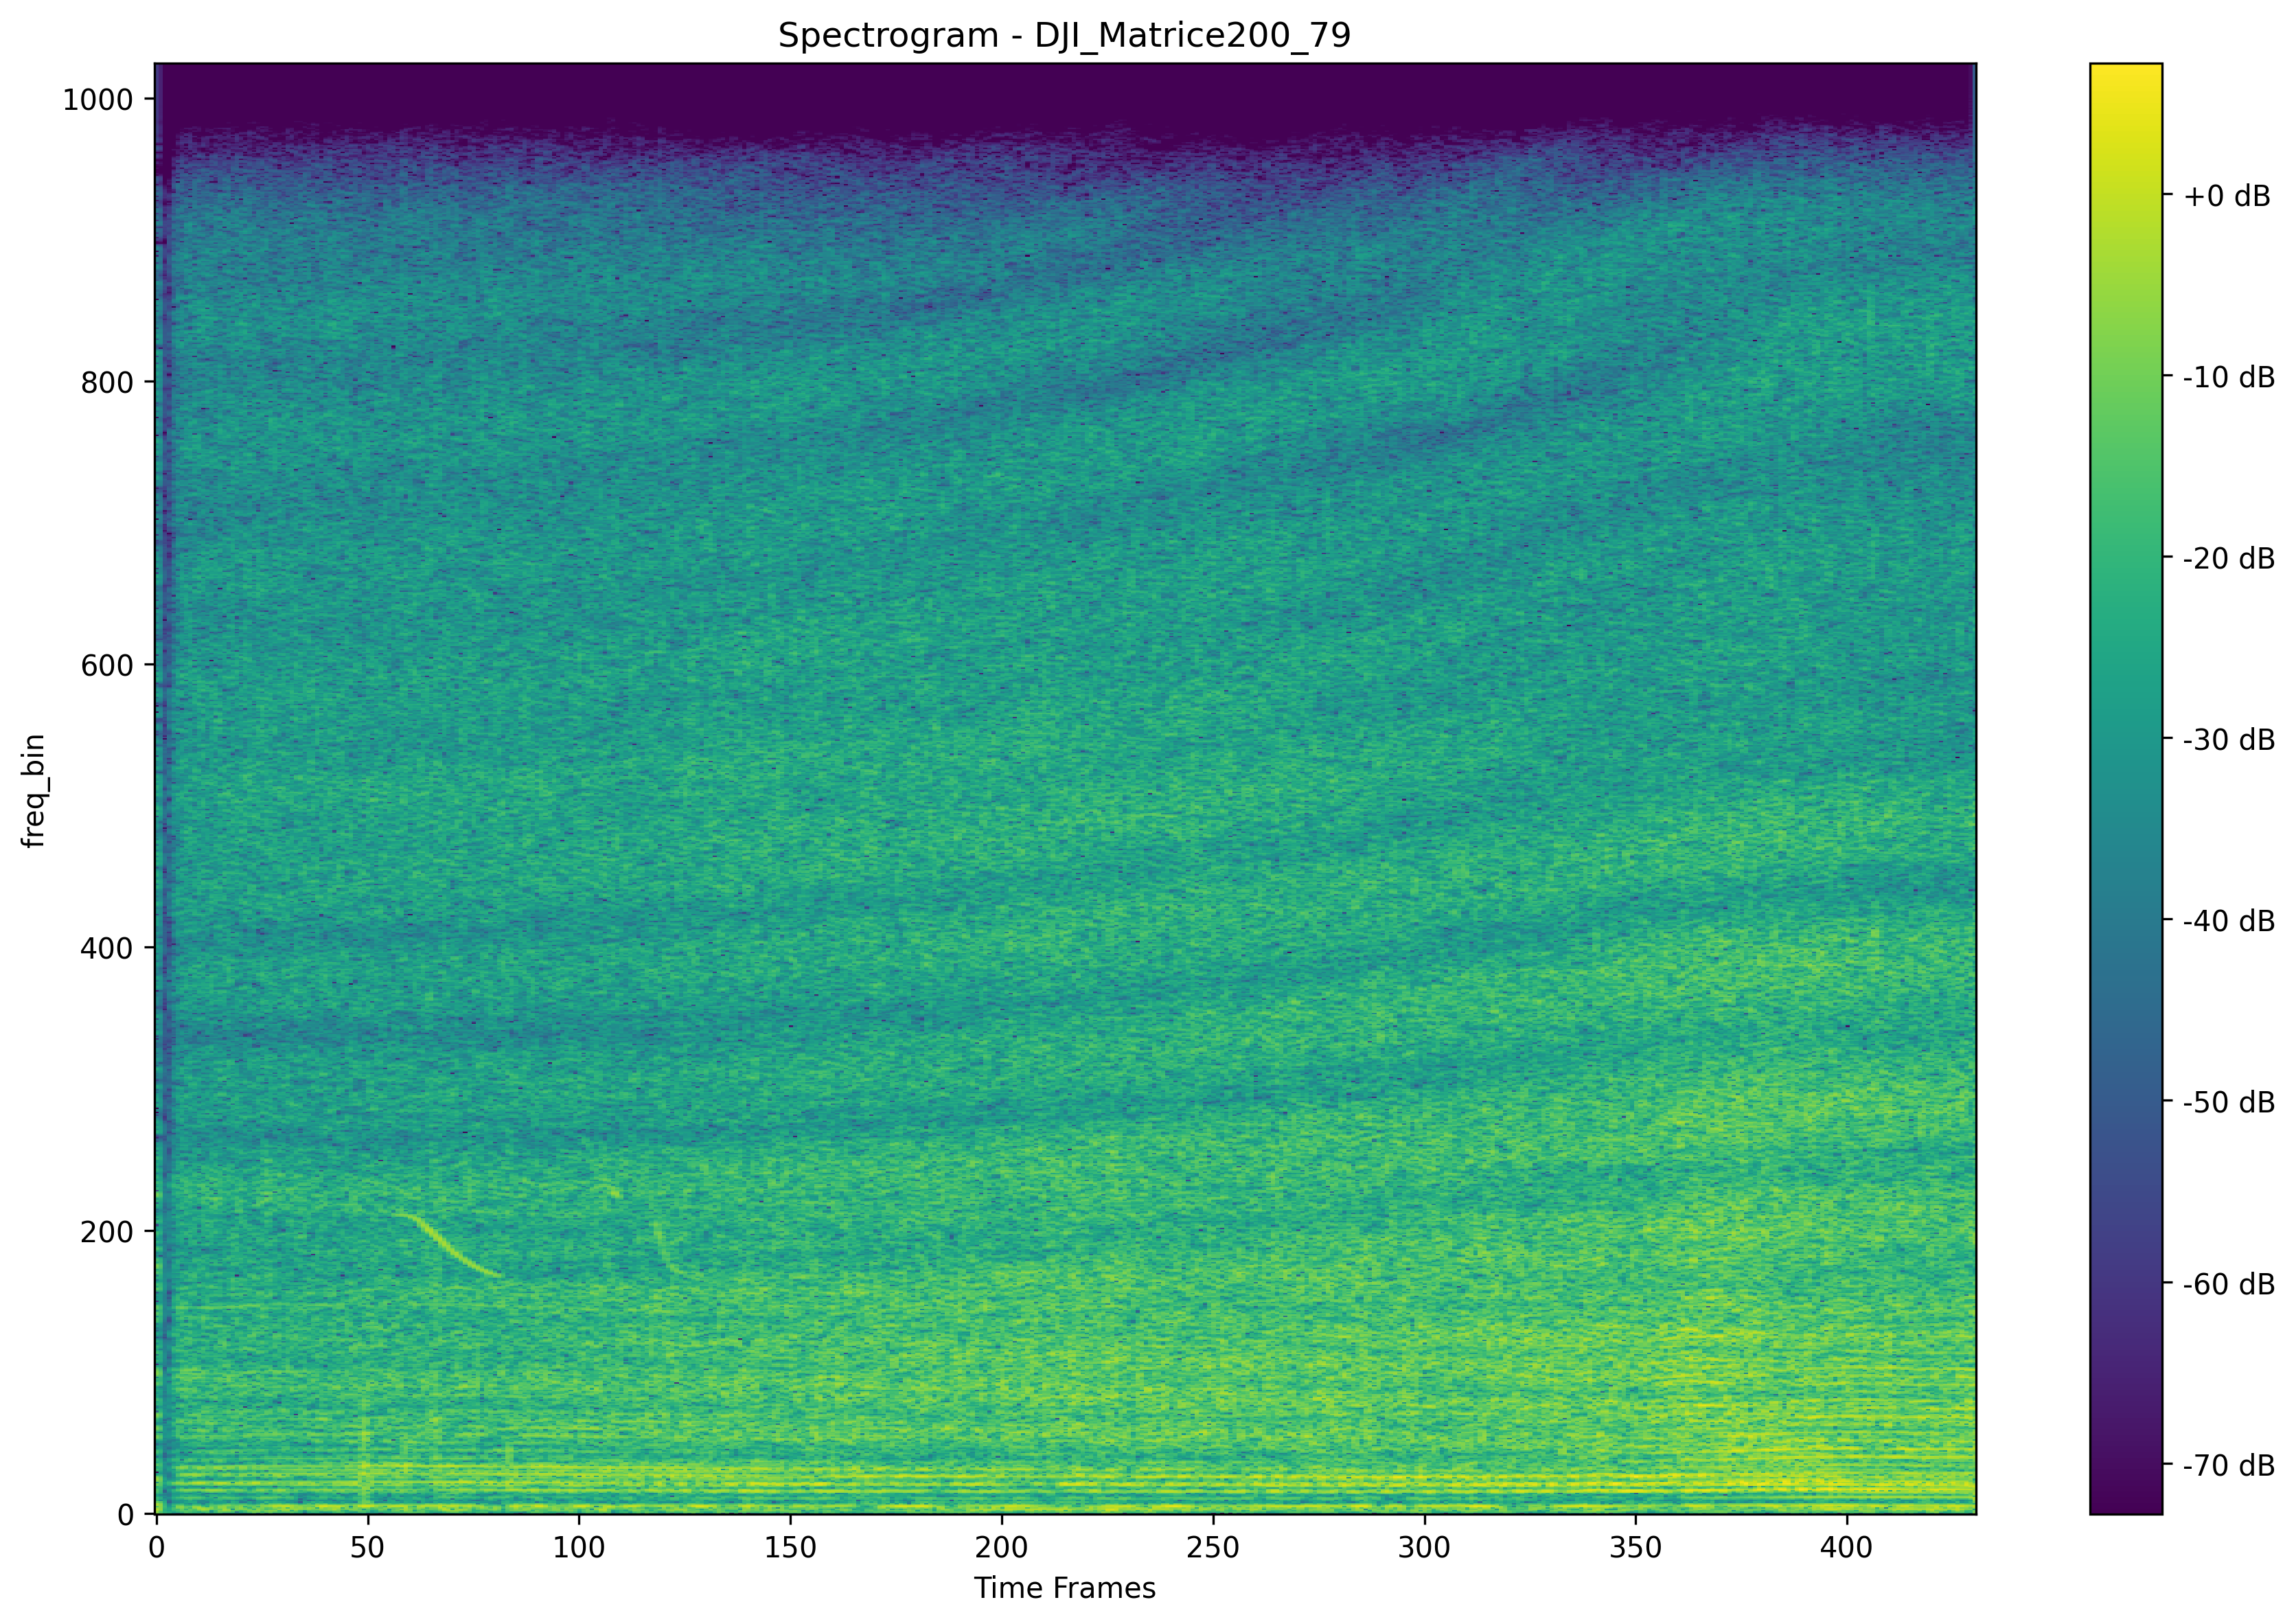 Spectrogram - DJI_Matrice200_79
1000
800
600
400
200
0
freq_bin
0 50 100 150 200 250 300 350 400
Time Frames
+0 dB
-10 dB
-20 dB
-30 dB
-40 dB
-50 dB
-60 dB
-70 dB